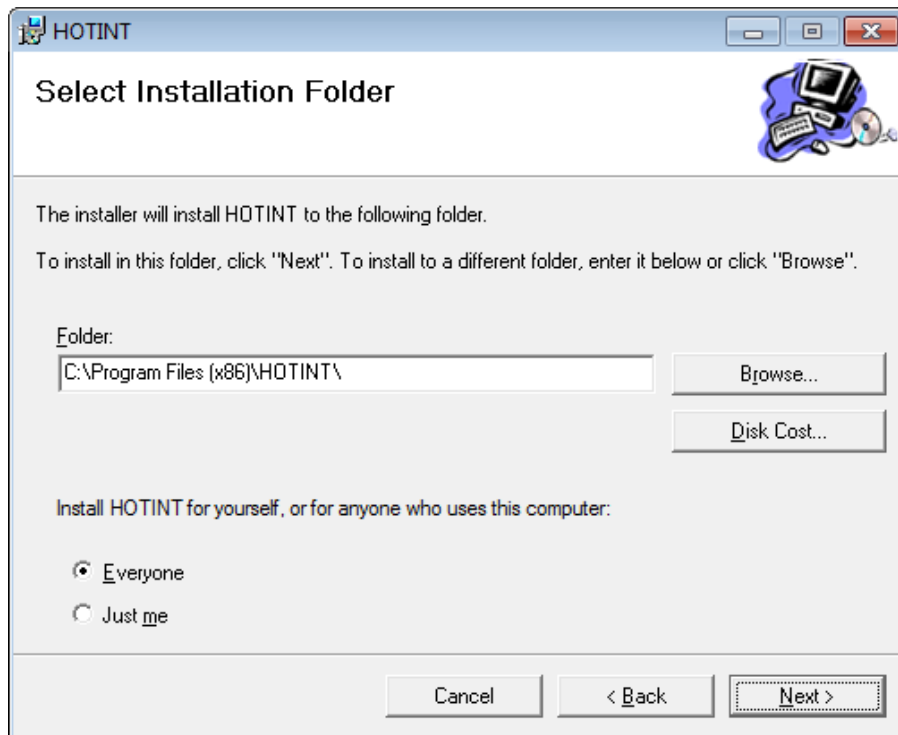 HOTINT
Select Installation Folder
The installer will install HOTINT to the following folder.
To install in this folder, click "Next". To install to a different folder, enter it below or click "Browse".
Folder:
C:\Program Files (x86)\HOTINT\
Browse...
Disk Cost...
Install HOTINT for yourself, or for anyone who uses this computer:
Everyone
Just me
Cancel
< Back
Next >